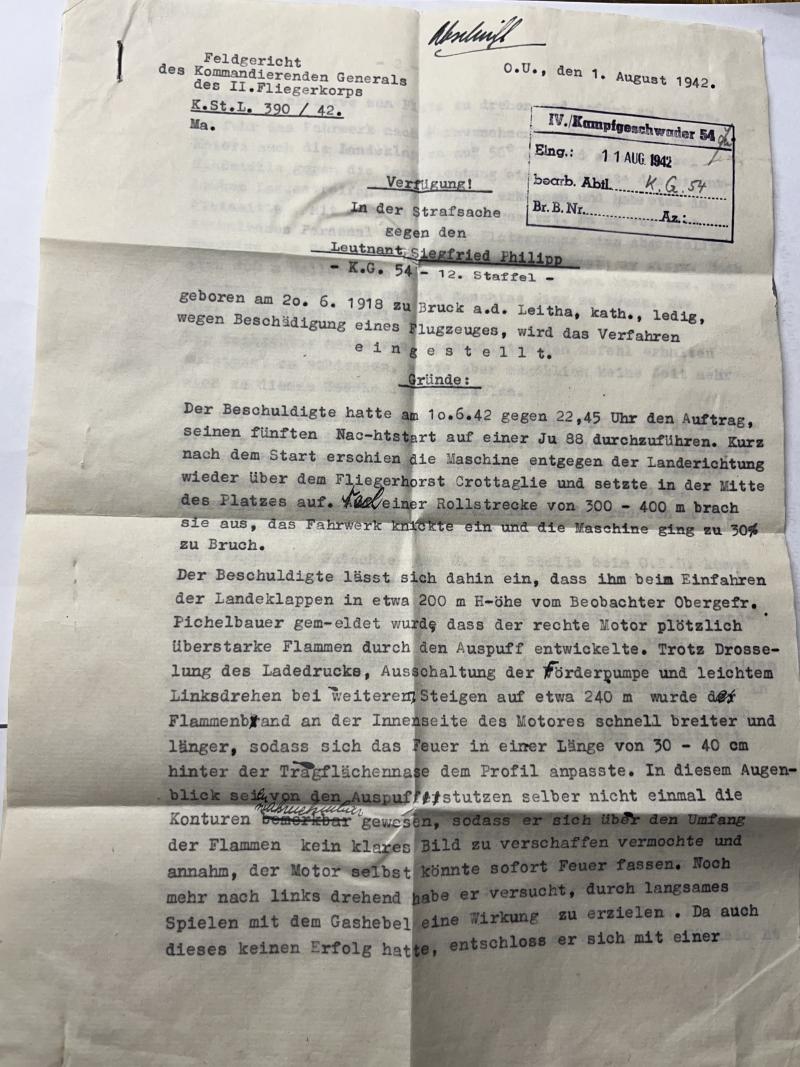 Abschrift
Feldgericht
des Kommandierenden Generals
des II.Fliegerkorps
K.St.L. 390 / 42.
Ma.
O.U., den 1. August 1942.
IV./Kampfgeschwader 54
Eing.: 11 AUG. 1942
bearb. Abtl. K.G. 54
Br. B. Nr. Az.:
Verfügung!
In der Strafsache
gegen den
Leutnant Siegfried Philipp
- K.G. 54 - 12. Staffel -
geboren am 2o. 6. 1918 zu Bruck a.d. Leitha, kath., ledig,
wegen Beschädigung eines Flugzeuges, wird das Verfahren
e i n g e s t e l l t.
Gründe:
Der Beschuldigte hatte am 1o.6.42 gegen 22,45 Uhr den Auftrag,
seinen fünften Nac-htstart auf einer Ju 88 durchzuführen. Kurz
nach dem Start erschien die Maschine entgegen der Landerichtung
wieder über dem Fliegerhorst Crottaglie und setzte in der Mitte
des Platzes auf. Nach einer Rollstrecke von 300 - 400 m brach
sie aus, das Fahrwerk knickte ein und die Maschine ging zu 30%
zu Bruch.
Der Beschuldigte lässt sich dahin ein, dass ihm beim Einfahren
der Landeklappen in etwa 200 m H-öhe vom Beobachter Obergefr.
Pichelbauer gem-eldet wurde, dass der rechte Motor plötzlich
überstarke Flammen durch den Auspuff entwickelte. Trotz Drosse-
lung des Ladedrucks, Ausschaltung der Förderpumpe und leichtem
Linksdrehen bei weiterem Steigen auf etwa 240 m wurde der
Flammenbrand an der Innenseite des Motores schnell breiter und
länger, sodass sich das Feuer in einer Länge von 30 - 40 cm
hinter der Tragflächennase dem Profil anpasste. In diesem Augen-
blick seien von den Auspuffstutzen selber nicht einmal die
Konturen bemerkbar gewesen, sodass er sich über den Umfang
der Flammen kein klares Bild zu verschaffen vermochte und
annahm, der Motor selbst könnte sofort Feuer fassen. Noch
mehr nach links drehend habe er versucht, durch langsames
Spielen mit dem Gashebel eine Wirkung zu erzielen . Da auch
dieses keinen Erfolg hatte, entschloss er sich mit einer